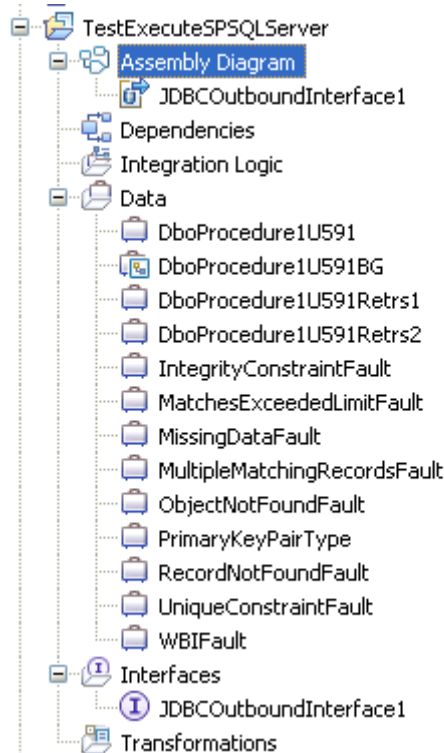 TestExecuteSPSQLServer
Assembly Diagram
JDBCOutboundInterface1
Dependencies
Integration Logic
Data
DboProcedure1U591
DboProcedure1U591BG
DboProcedure1U591Retrs1
DboProcedure1U591Retrs2
IntegrityConstraintFault
MatchesExceededLimitFault
MissingDataFault
MultipleMatchingRecordsFault
ObjectNotFoundFault
PrimaryKeyPairType
RecordNotFoundFault
UniqueConstraintFault
WBIFault
Interfaces
JDBCOutboundInterface1
Transformations